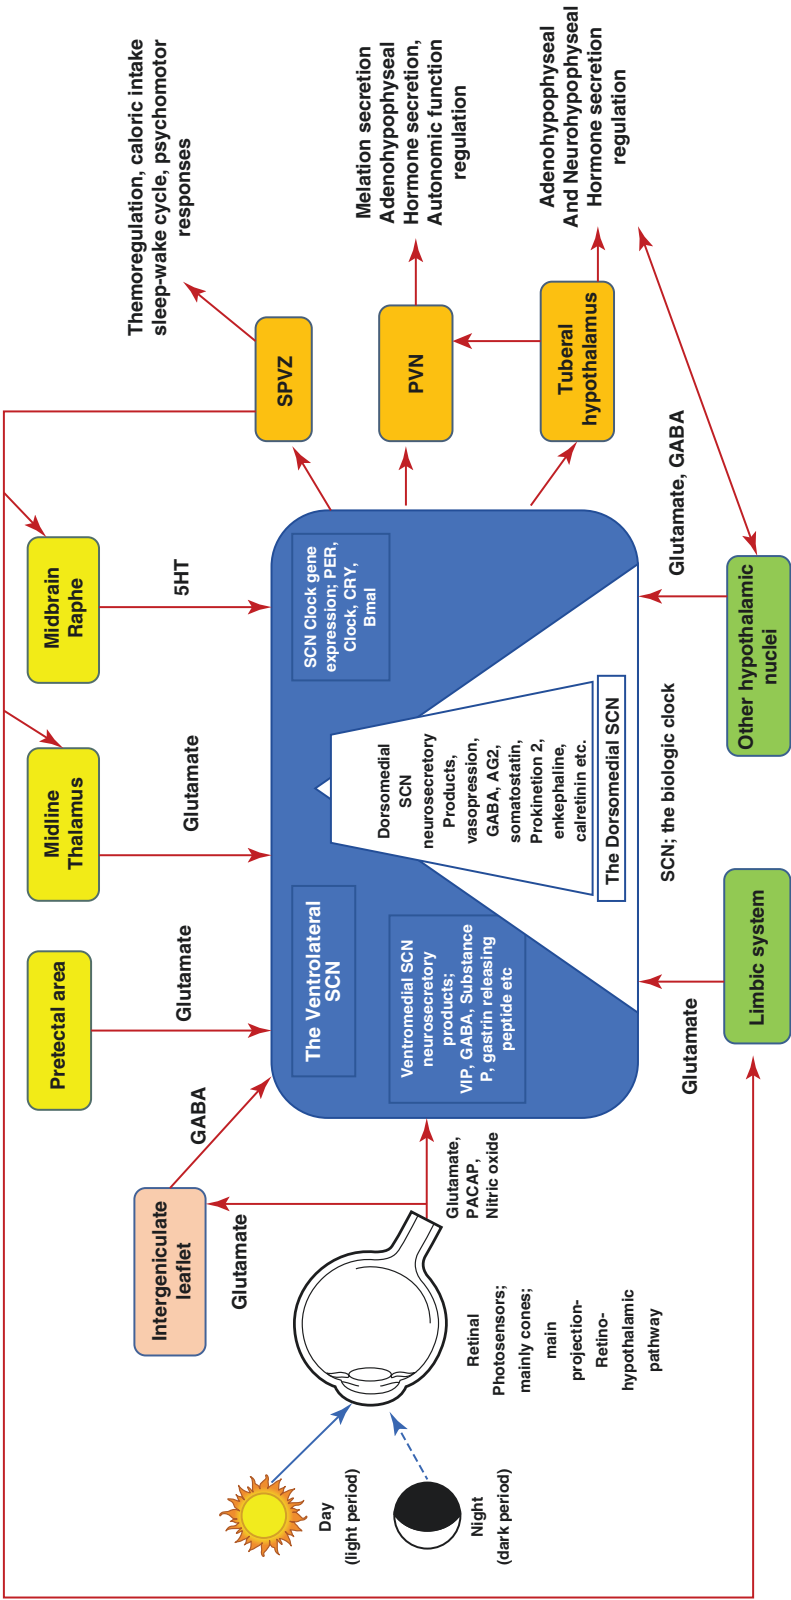 Day
(light period)
Night
(dark period)
Retinal
Photosensors;
mainly cones;
main
projection-
Retino-
hypothalamic
pathway
Intergeniculate
leaflet
Glutamate
GABA
Glutamate,
PACAP,
Nitric oxide
Pretectal area
Glutamate
Midline
Thalamus
Glutamate
Midbrain
Raphe
5HT
The Ventrolateral
SCN
Ventromedial SCN
neurosecretory
products;
VIP, GABA, Substance
P, gastrin releasing
peptide etc
SCN Clock gene
expression; PER,
Clock, CRY,
Bmal
Dorsomedial
SCN
neurosecretory
Products,
vasopression,
GABA, AG2,
somatostatin,
Prokinetion 2,
enkephaline,
calretinin etc.
The Dorsomedial SCN
SCN; the biologic clock
Limbic system
Glutamate
Other hypothalamic
nuclei
Glutamate, GABA
SPVZ
Themoregulation, caloric intake
sleep-wake cycle, psychomotor
responses
PVN
Melation secretion
Adenohypophyseal
Hormone secretion,
Autonomic function
regulation
Tuberal
hypothalamus
Adenohypophyseal
And Neurohypophyseal
Hormone secretion
regulation